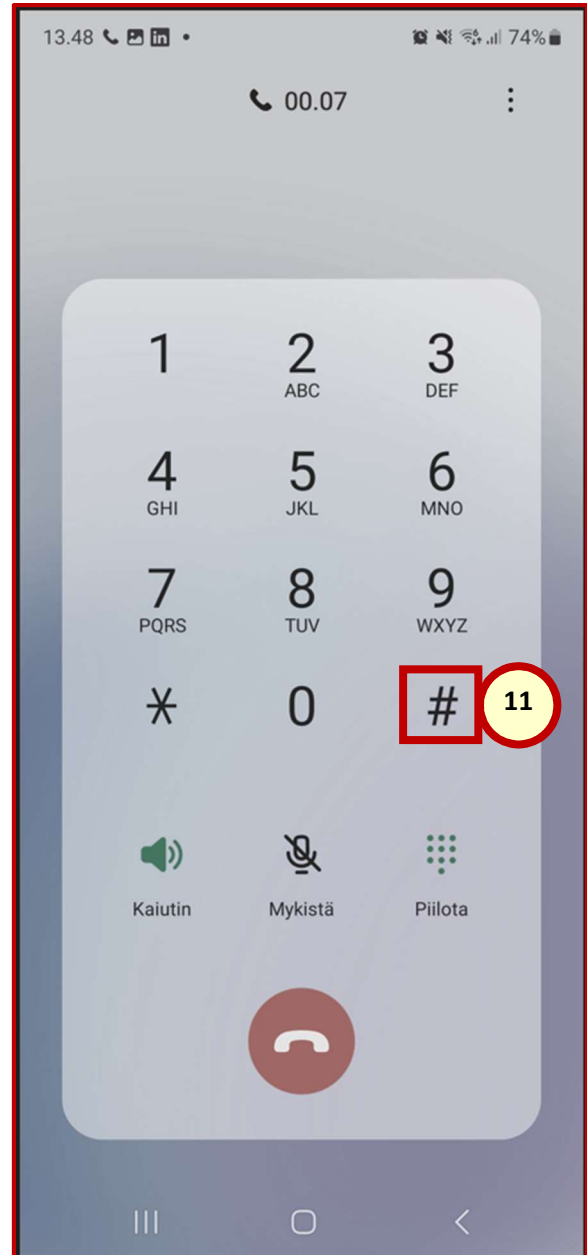 13.48 in 74%
00.07
1 2 3
ABC DEF
4 5 6
GHI JKL MNO
7 8 9
PQRS TUV WXYZ
* 0 # 11
Kaiutin Mykistä Piilota